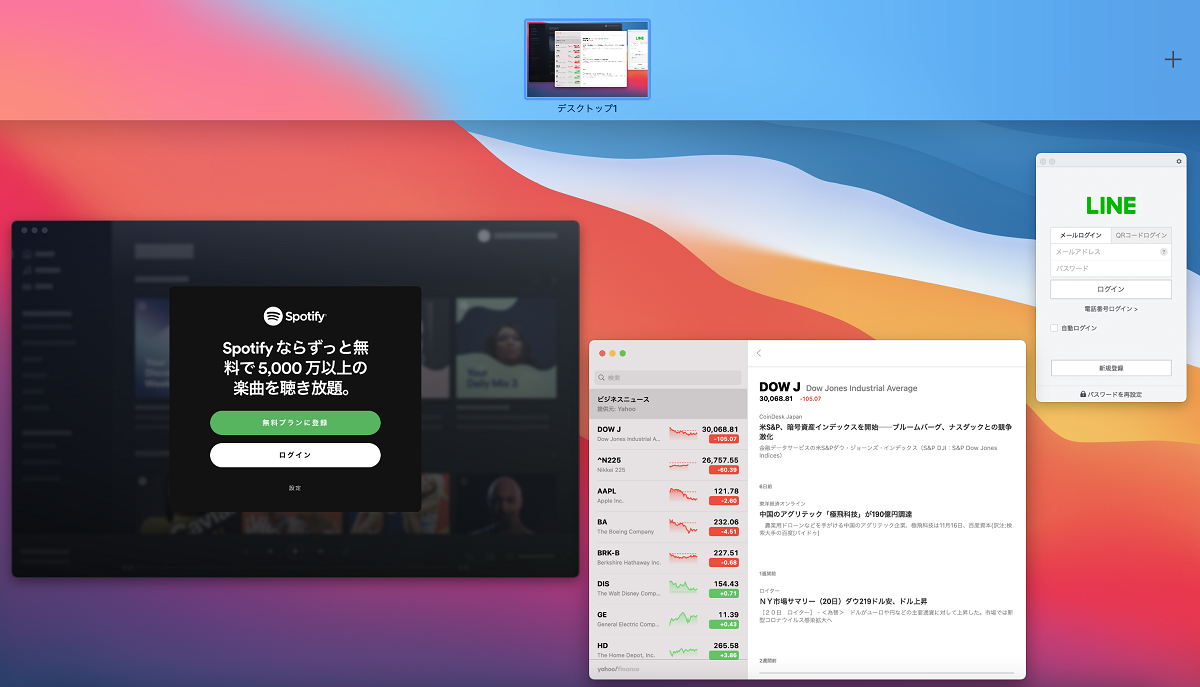 デスクトップ1
Spotify
Spotify ならずっと無
料で 5,000 万以上の
楽曲を聴き放題。
無料プランに登録
ログイン
設定
検索
ビジネスニュース
提供元: Yahoo
DOW J 30,068.81
Dow Jones Industrial A... -105.07
^N225 26,757.55
Nikkei 225 -60.39
AAPL 121.78
Apple Inc. -2.60
BA 232.06
The Boeing Company -4.51
BRK-B 227.51
Berkshire Hathaway Inc. -0.68
DIS 154.43
The Walt Disney Comp... +0.71
GE 11.39
General Electric Comp... +0.43
HD 265.58
The Home Depot, Inc. +3.86
yahoo/finance
DOW J Dow Jones Industrial Average
30,068.81 -105.07
CoinDesk Japan
米S&P、暗号資産インデックスを開始——ブルームバーグ、ナスダックとの競争
激化
金融データサービスの米S&Pダウ・ジョーンズ・インデックス（S&P DJI：S&P Dow Jones
Indices）
6日前
東洋経済オンライン
中国のアグリテック「極飛科技」が190億円調達
農業用ドローンなどを手がける中国のアグリテック企業、極飛科技は11月16日、百度資本[訳注;検
索大手の百度[バイドゥ]
1週間前
ロイター
ＮＹ市場サマリー（20日）ダウ219ドル安、ドル上昇
［２０日 ロイター］ - ＜為替＞ ドルがユーロや円などの主要通貨に対して上昇した。市場では新
型コロナウイルス感染拡大へ
2週間前
LINE
メールログイン QRコードログイン
メールアドレス ?
パスワード
ログイン
電話番号ログイン >
自動ログイン
新規登録
パスワードを再設定